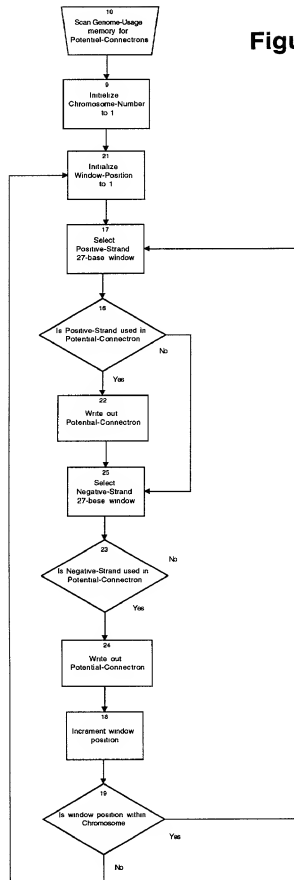 10
Scan Genome-Usage
memory for
Potential-Connectrons
Figu
9
Initialize
Chromosome-Number
to 1
21
Initialize
Window-Position
to 1
17
Select
Positive-Strand
27-base window
16
Is Positive-Strand used in
Potential-Connectron
No
Yes
22
Write out
Potential-Connectron
25
Select
Negative-Strand
27-base window
23
No
Is Negative-Strand used in
Potential-Connectron
Yes
24
Write out
Potential-Connectron
18
Increment window
position
19
Is window position within
Chromosome
Yes
No